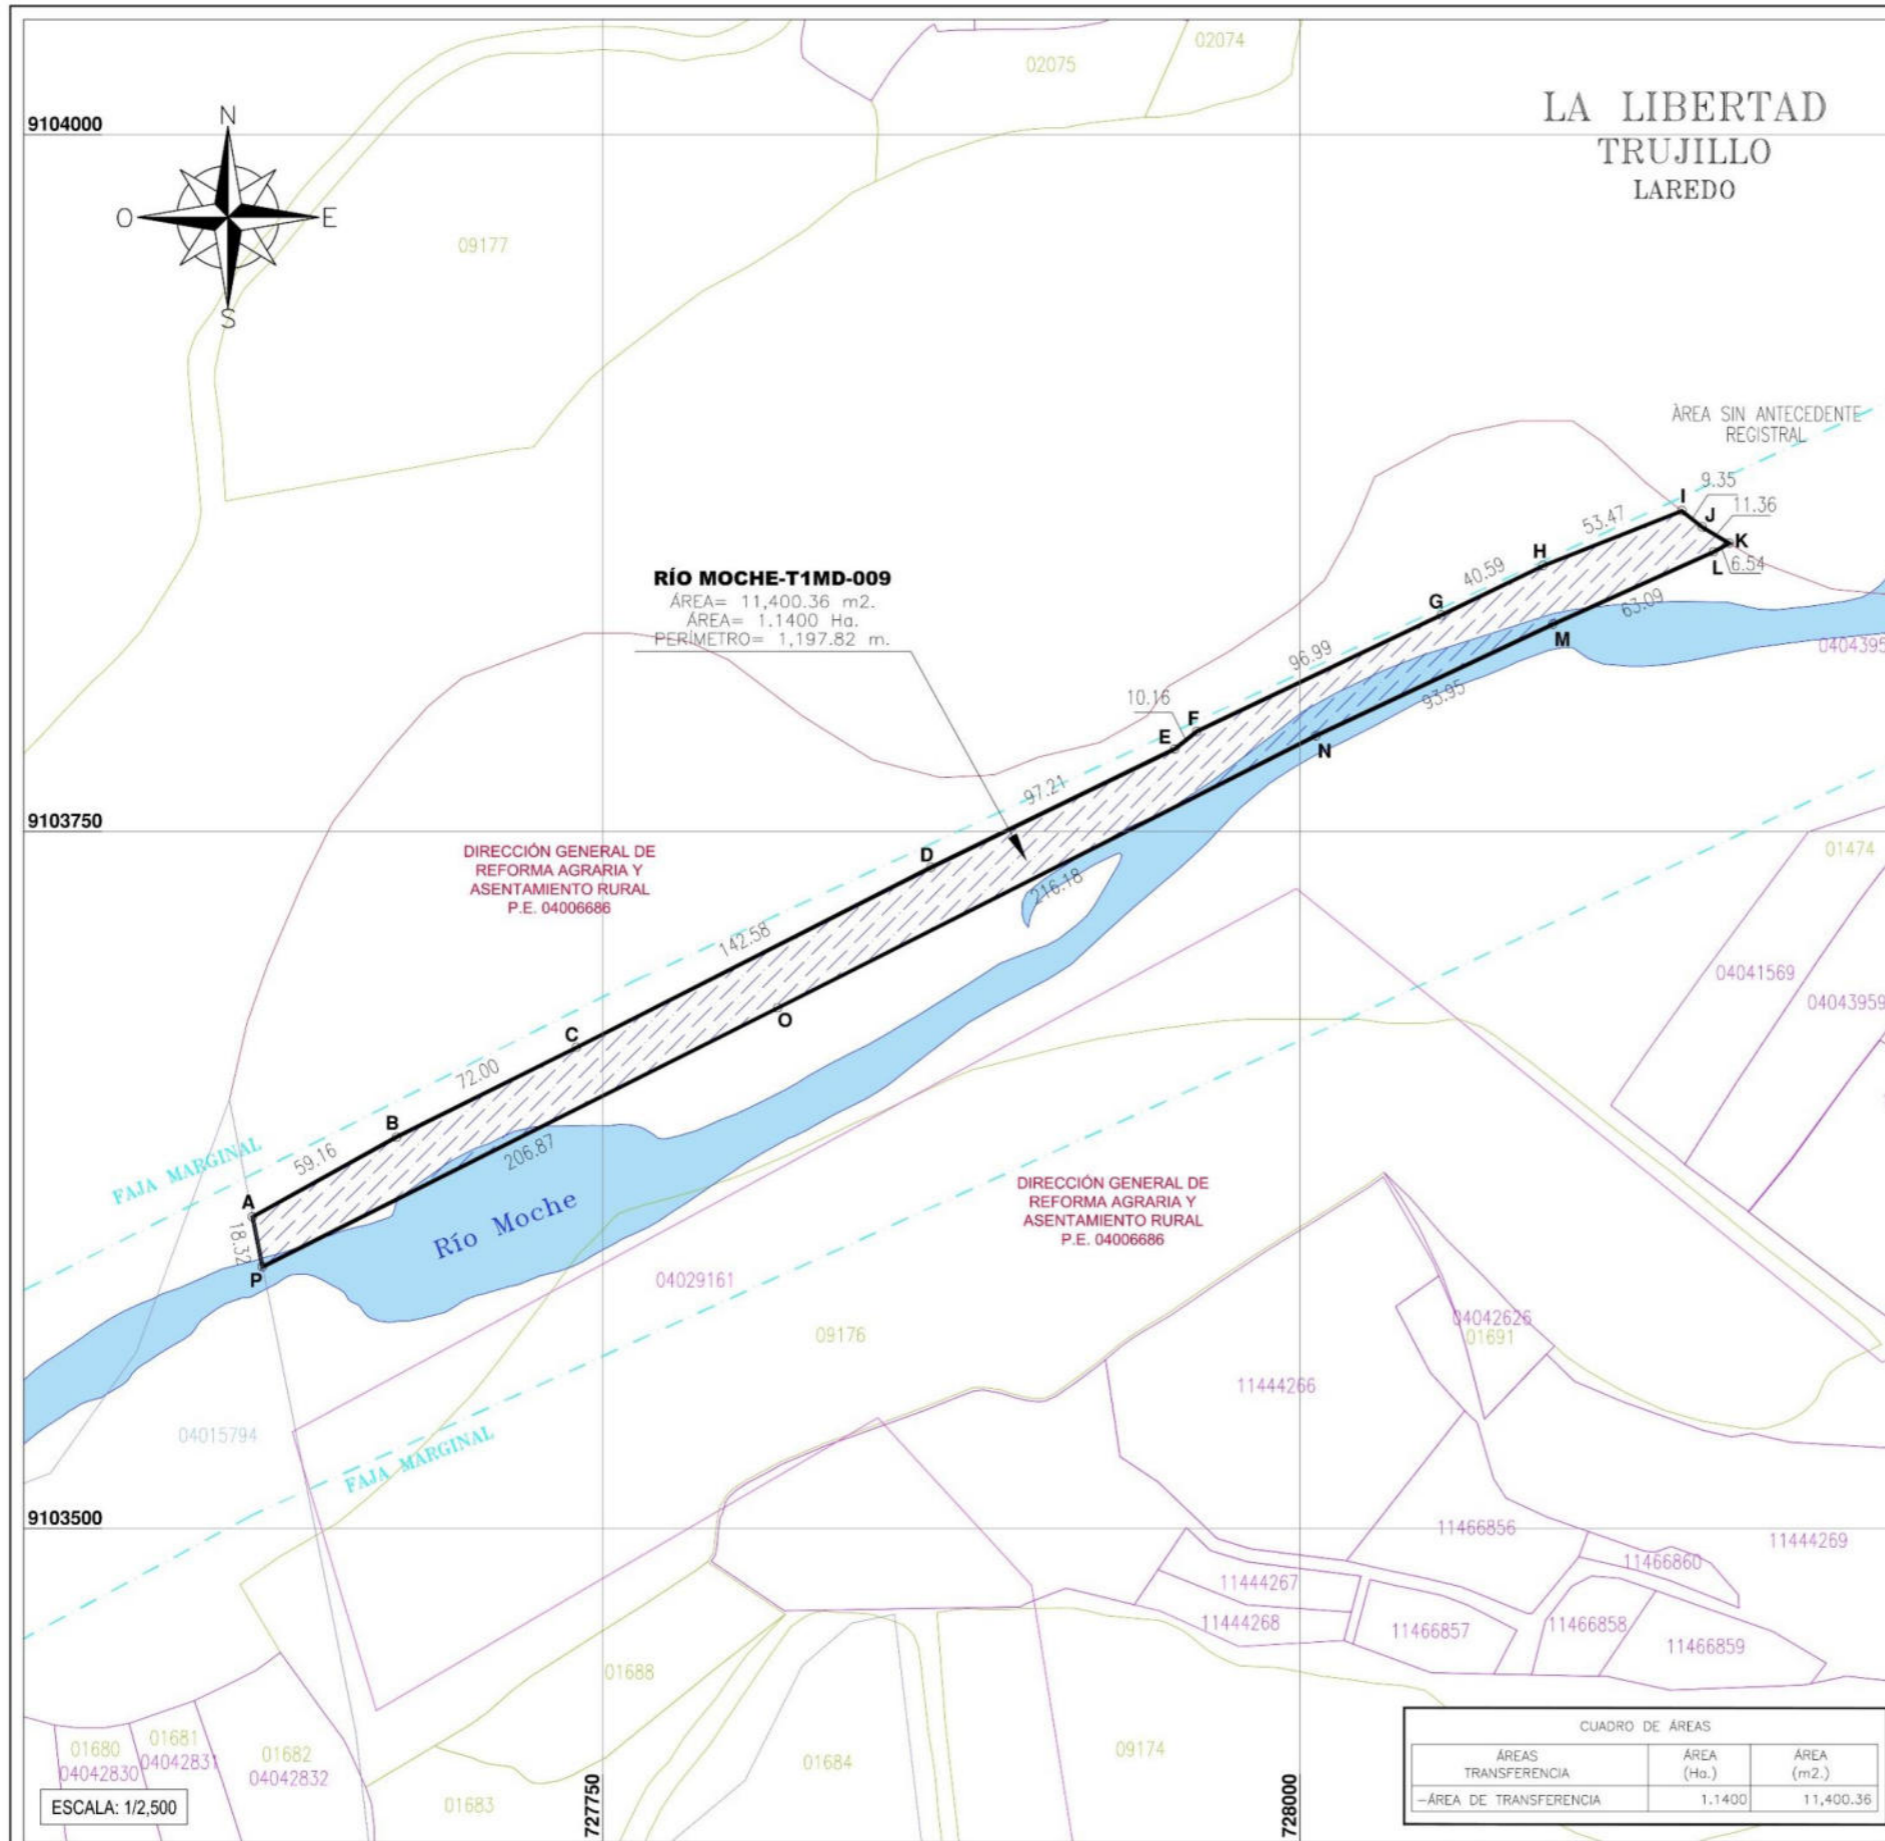 02074
02075
LA LIBERTAD
TRUJILLO
LAREDO
9104000
N
O
E
S
09177
ÀREA SIN ANTECEDENTE
REGISTRAL
I
9.35
J
11.36
K
L
6.54
53.47
H
40.59
G
63.09
M
RÍO MOCHE-T1MD-009
ÁREA= 11,400.36 m2.
ÁREA= 1.1400 Ha.
PERÍMETRO= 1,197.82 m.
0404395
96.99
93.95
10.16
F
E
N
97.21
9103750
DIRECCIÓN GENERAL DE
REFORMA AGRARIA Y
ASENTAMIENTO RURAL
P.E. 04006686
D
216.18
01474
142.58
04041569
04043959
O
C
72.00
B
206.87
59.16
FAJA MARGINAL
A
18.32
P
Río Moche
DIRECCIÓN GENERAL DE
REFORMA AGRARIA Y
ASENTAMIENTO RURAL
P.E. 04006686
04029161
09176
04042626
01691
11444266
04015794
FAJA MARGINAL
9103500
11466856
11444269
11466860
11444267
11444268
11466857
11466858
11466859
01688
01680
04042830
01681
04042831
01682
04042832
01684
09174
01683
ESCALA: 1/2,500
727750
728000
CUADRO DE ÁREAS
ÁREAS TRANSFERENCIA
ÁREA (Ha.)
ÁREA (m2.)
-ÁREA DE TRANSFERENCIA
1.1400
11,400.36